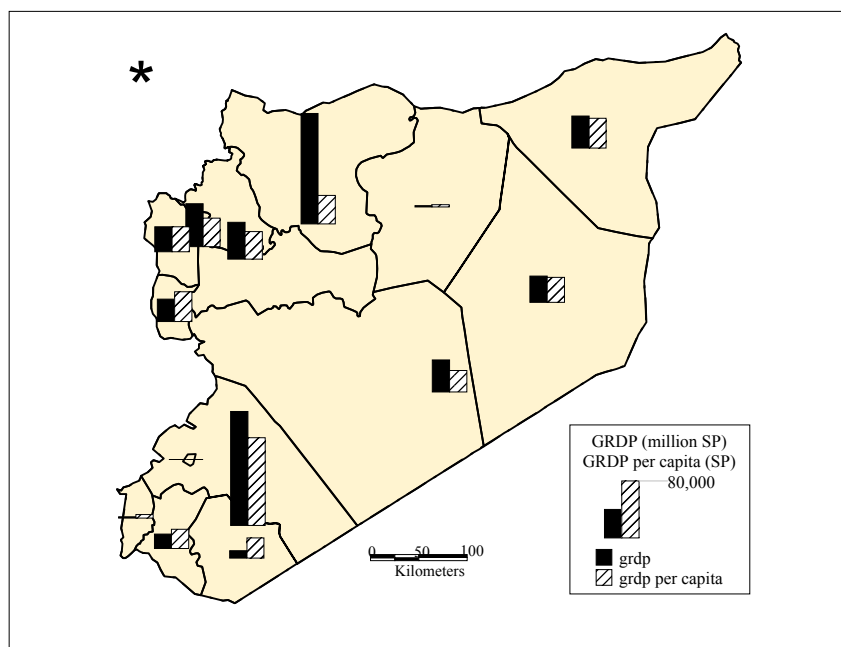 *
GRDP (million SP)
GRDP per capita (SP)
80,000
grdp
grdp per capita
0 50 100
Kilometers